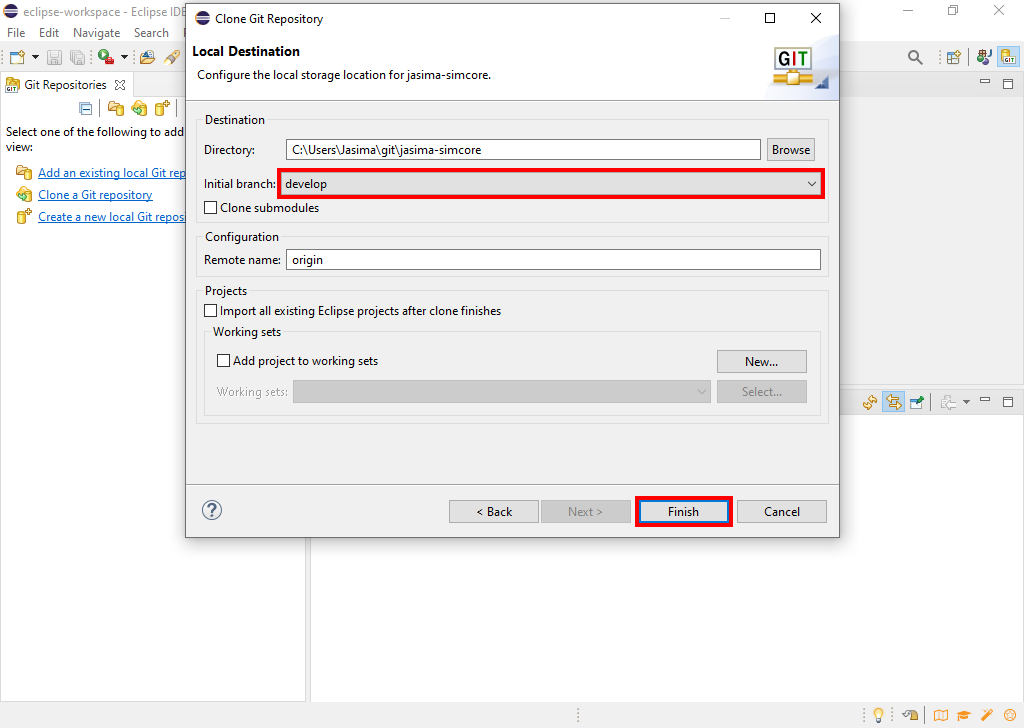 eclipse-workspace - Eclipse IDE
File Edit Navigate Search
Git Repositories
Select one of the following to add
view:
Add an existing local Git rep
Clone a Git repository
Create a new local Git repos
Clone Git Repository
Local Destination
Configure the local storage location for jasima-simcore.
GIT
Destination
Directory: C:\Users\Jasima\git\jasima-simcore Browse
Initial branch: develop
Clone submodules
Configuration
Remote name: origin
Projects
Import all existing Eclipse projects after clone finishes
Working sets
Add project to working sets New...
Working sets: Select...
? < Back Next > Finish Cancel